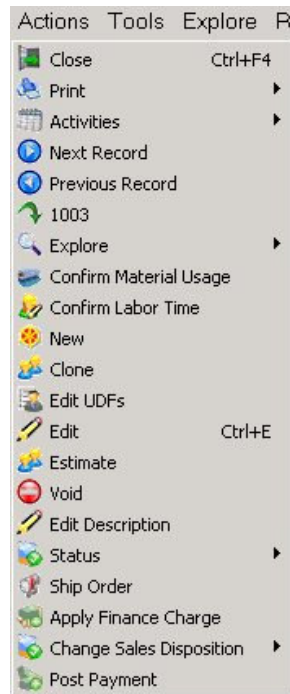 Actions Tools Explore R
Close Ctrl+F4
Print
Activities
Next Record
Previous Record
1003
Explore
Confirm Material Usage
Confirm Labor Time
New
Clone
Edit UDFs
Edit Ctrl+E
Estimate
Void
Edit Description
Status
Ship Order
Apply Finance Charge
Change Sales Disposition
Post Payment